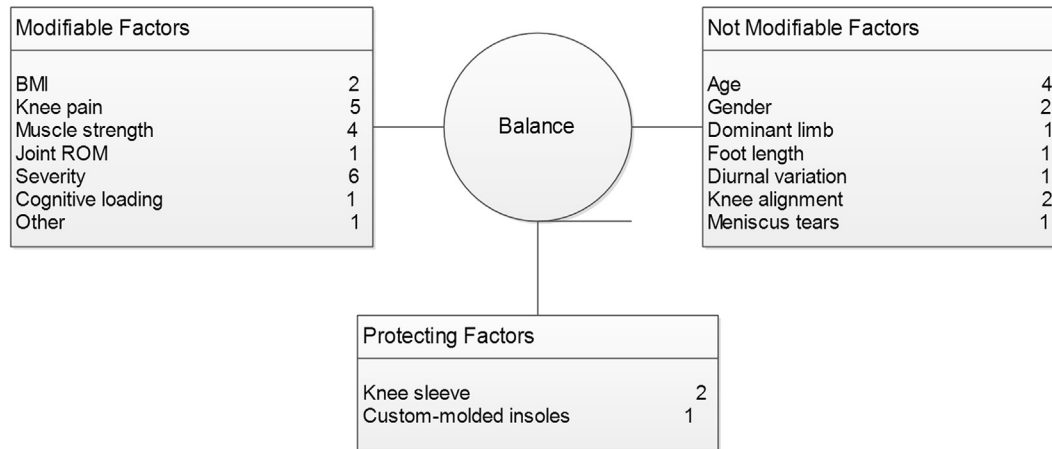 Modifiable Factors
BMI 2
Knee pain 5
Muscle strength 4
Joint ROM 1
Severity 6
Cognitive loading 1
Other 1
Balance
Not Modifiable Factors
Age 4
Gender 2
Dominant limb 1
Foot length 1
Diurnal variation 1
Knee alignment 2
Meniscus tears 1
Protecting Factors
Knee sleeve 2
Custom-molded insoles 1